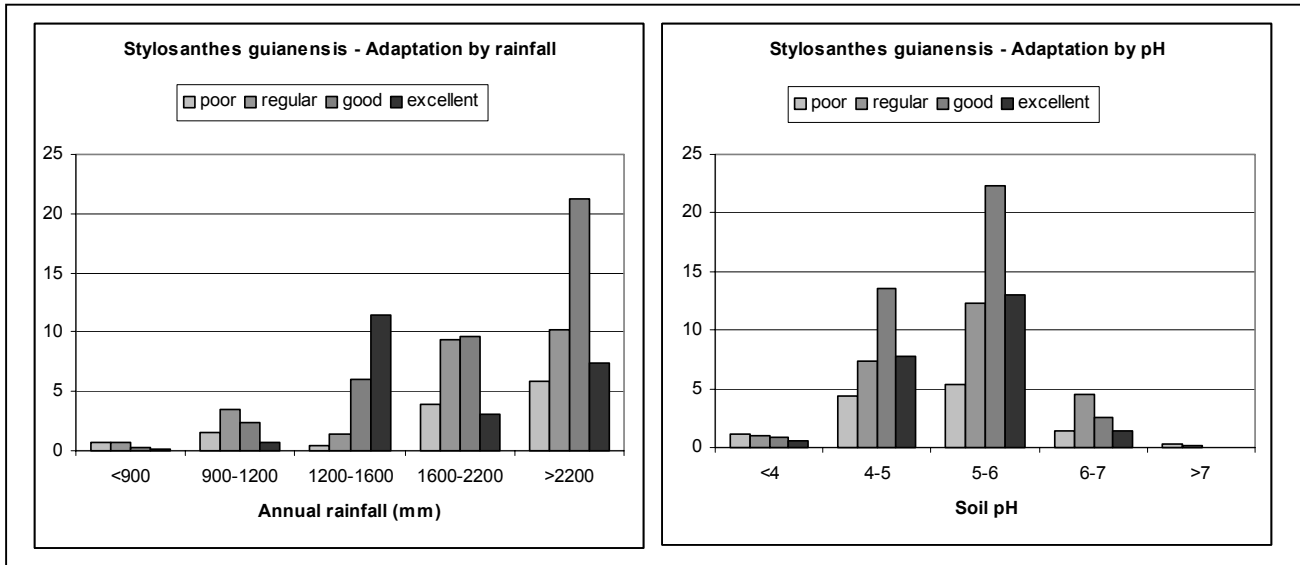 Stylosanthes guianensis - Adaptation by rainfall
poor regular good excellent
25
20
15
10
5
0
<900 900-1200 1200-1600 1600-2200 >2200
Annual rainfall (mm)
Stylosanthes guianensis - Adaptation by pH
poor regular good excellent
25
20
15
10
5
0
<4 4-5 5-6 6-7 >7
Soil pH